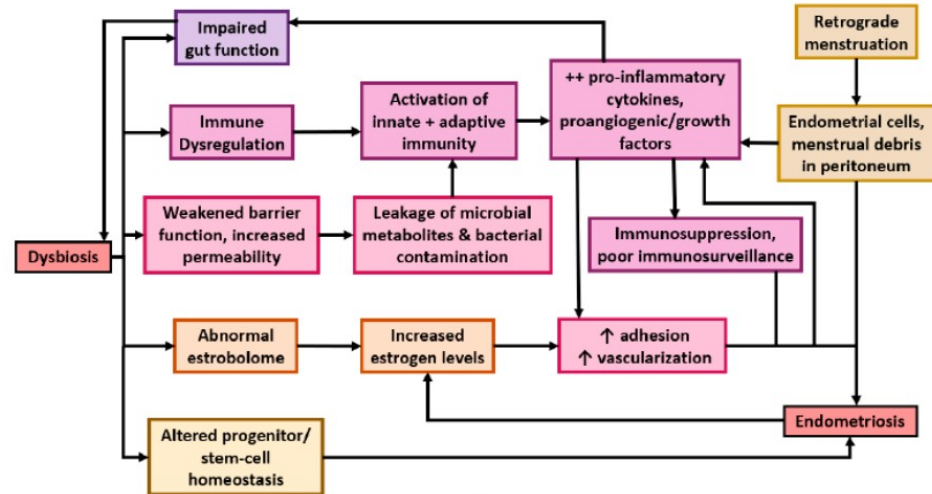 Impaired
gut function
Retrograde
menstruation
Immune
Dysregulation
Activation of
innate + adaptive
immunity
++ pro-inflammatory
cytokines,
proangiogenic/growth
factors
Endometrial cells,
menstrual debris
in peritoneum
Weakened barrier
function, increased
permeability
Leakage of microbial
metabolites & bacterial
contamination
Immunosuppression,
poor immunosurveillance
Dysbiosis
Abnormal
estrobolome
Increased
estrogen levels
↑ adhesion
↑ vascularization
Endometriosis
Altered progenitor/
stem-cell
homeostasis